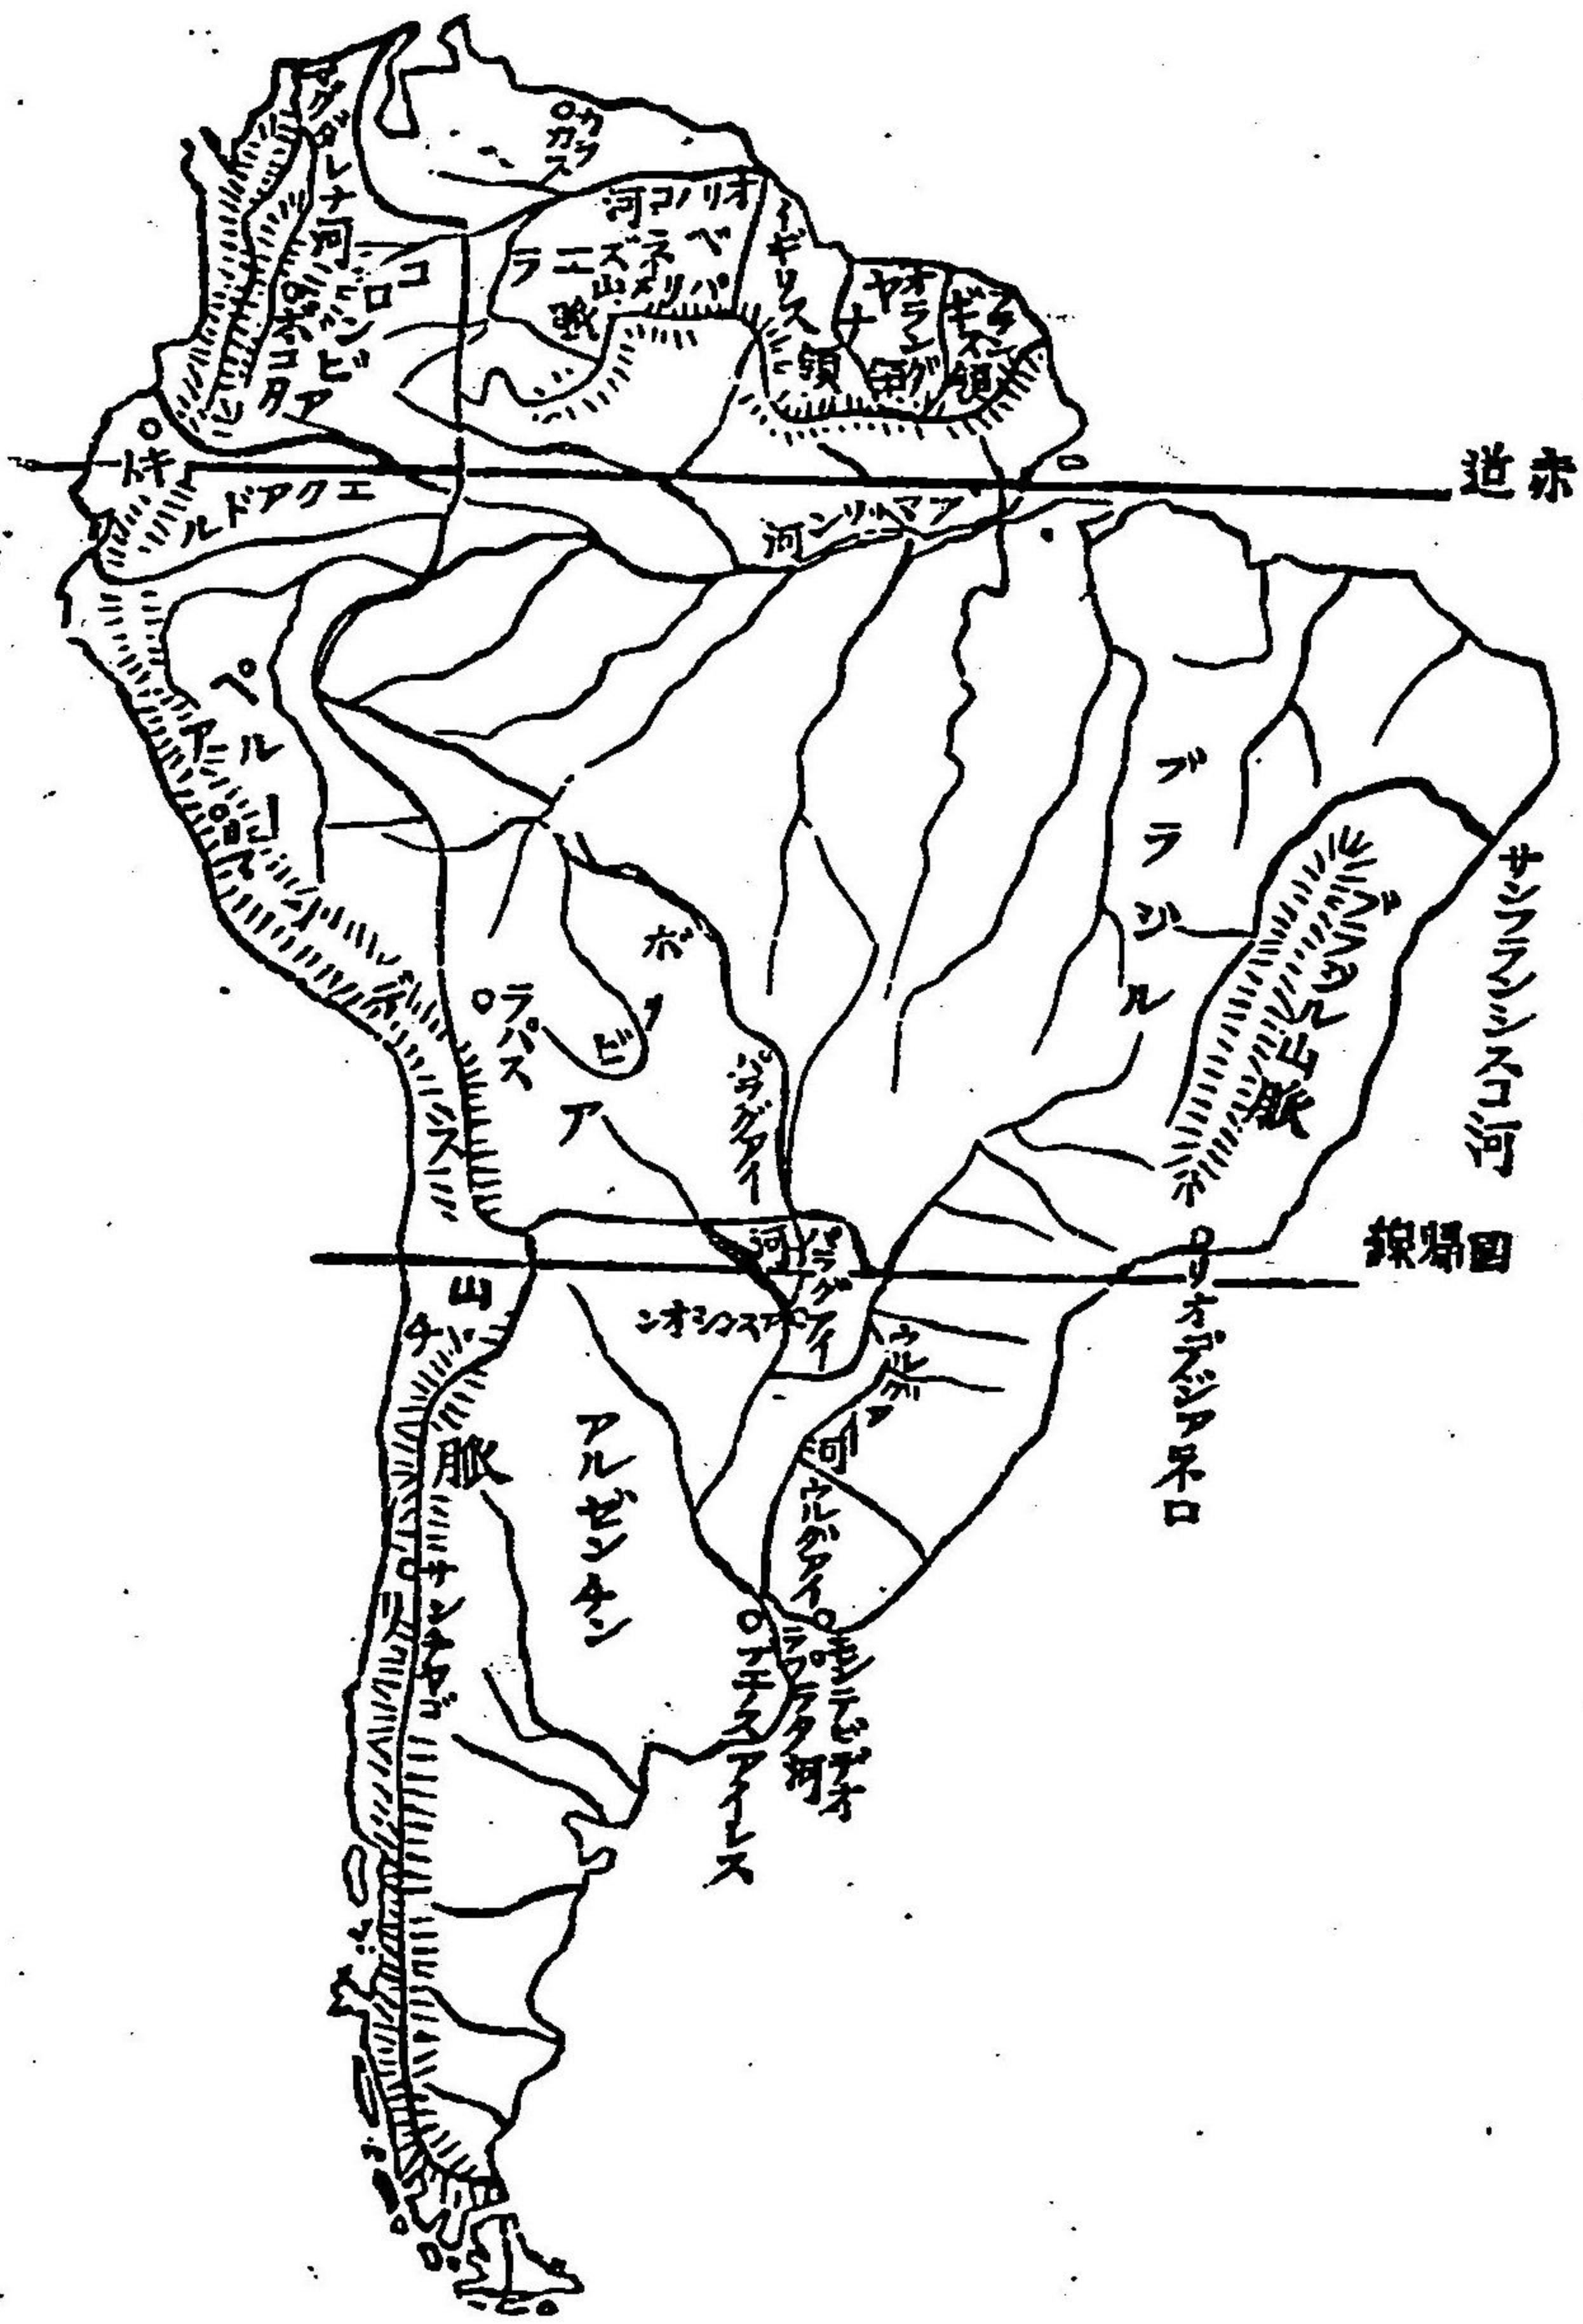 マグダレナ河
カラカス
オリノコ河
ベネズエラ
パリメ山脈
イギリス領
オランダ領
ギヤナ
フランス領
コロンビア
ボゴタ
キト
エクアドル
赤道
アマゾン河
ペルー
リマ
アンデス山脈
ブラジル
ブラジル山脈
サンフランシスコ河
ボリビア
ラパス
パラグアイ河
パラグアイ
アスンシオン
回帰線
リオデジアネロ
チリ
サンチヤゴ
アルゼンチン
ウルグアイ河
ウルグアイ
モンテビデオ
ラプラタ河
ブエノスアイレス